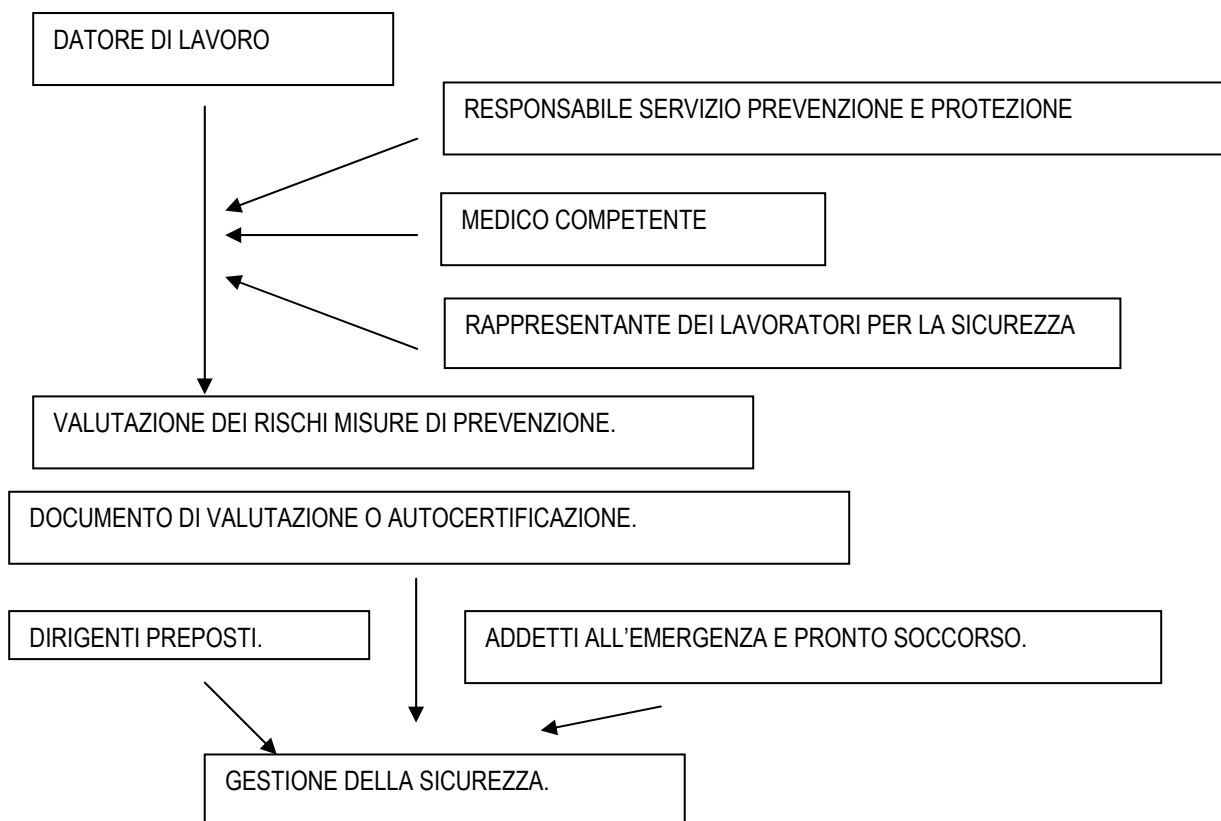 DATORE DI LAVORO
RESPONSABILE SERVIZIO PREVENZIONE E PROTEZIONE
MEDICO COMPETENTE
RAPPRESENTANTE DEI LAVORATORI PER LA SICUREZZA
VALUTAZIONE DEI RISCHI MISURE DI PREVENZIONE.
DOCUMENTO DI VALUTAZIONE O AUTOCERTIFICAZIONE.
DIRIGENTI PREPOSTI.
ADDETTI ALL’EMERGENZA E PRONTO SOCCORSO.
GESTIONE DELLA SICUREZZA.